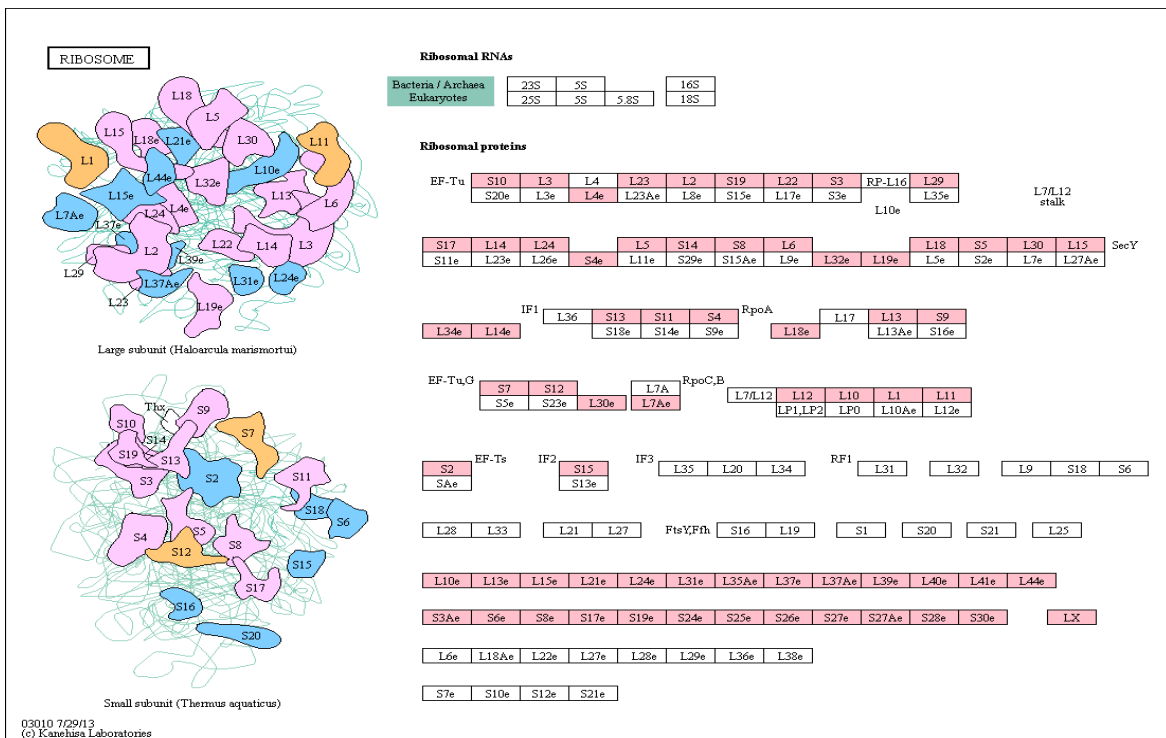 RIBOSOME
Ribosomal RNAs
Bacteria / Archaea 23S 5S 16S
Eukaryotes 25S 5S 5.8S 18S
Ribosomal proteins
EF-Tu S10 L3 L4 L23 L2 S19 L22 S3 RP-L16 L29
S20e L3e L4e L23Ae L8e S15e L17e S3e L35e
L10e
L7/L12
stalk
S17 L14 L24 L5 S14 S8 L6 L18 S5 L30 L15 SecY
S11e L23e L26e S4e L11e S29e S15Ae L9e L32e L19e L5e S2e L7e L27Ae
IF1 L36 S13 S11 S4 RpoA L17 L13 S9
L34e L14e S18e S14e S9e L18e L13Ae S16e
EF-Tu,G S7 S12 L7A RpoC,B L7/L12 L12 L10 L1 L11
S5e S23e L30e L7Ae LP1,LP2 LP0 L10Ae L12e
S2 EF-Ts IF2 S15 IF3 L35 L20 L34 RF1 L31 L32 L9 S18 S6
SAe S13e
L28 L33 L21 L27 FtsY,Ffh S16 L19 S1 S20 S21 L25
L10e L13e L15e L21e L24e L31e L35Ae L37e L37Ae L39e L40e L41e L44e
S3Ae S6e S8e S17e S19e S24e S25e S26e S27e S27Ae S28e S30e LX
L6e L18Ae L22e L27e L28e L29e L36e L38e
S7e S10e S12e S21e
L18
L5
L15 L18e L21e L30 L11
L1
L44e L10e
L15e L32e L13
L7Ae L24 L4e L6
L37e
L2 L22 L14 L3
L39e
L29
L37Ae L31e L24e
L23 L19e
Large subunit (Haloarcula marismortui)
Thx S9
S10
S14 S7
S19 S13
S3 S2 S11
S18 S6
S4 S5
S12 S8
S15
S17
S16
S20
Small subunit (Thermus aquaticus)
03010 7/29/13
(c) Kanehisa Laboratories